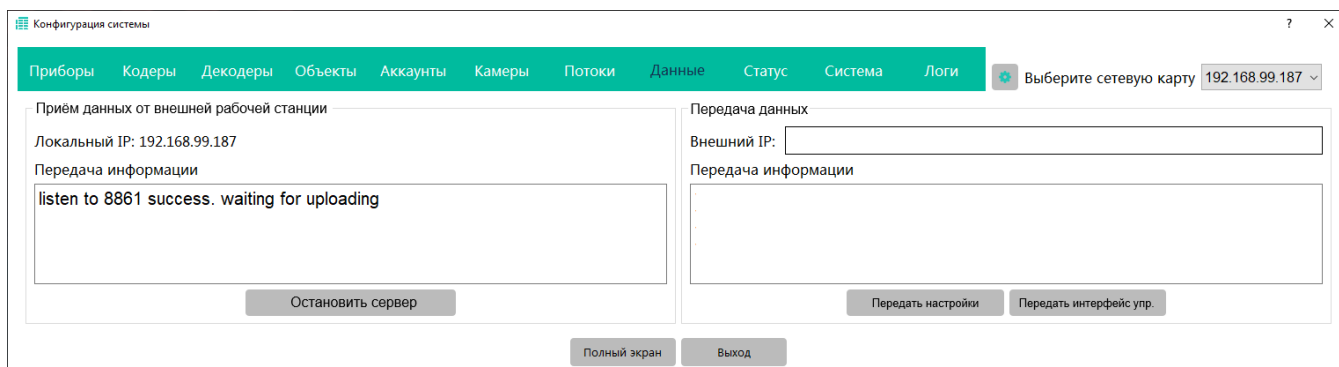 Конфигурация системы ? ×
Приборы Кодеры Декодеры Объекты Аккаунты Камеры Потоки Данные Статус Система Логи Выберите сетевую карту 192.168.99.187
Приём данных от внешней рабочей станции
Локальный IP: 192.168.99.187
Передача информации
listen to 8861 success. waiting for uploading
Остановить сервер
Передача данных
Внешний IP:
Передача информации
Передать настройки Передать интерфейс упр.
Полный экран Выход